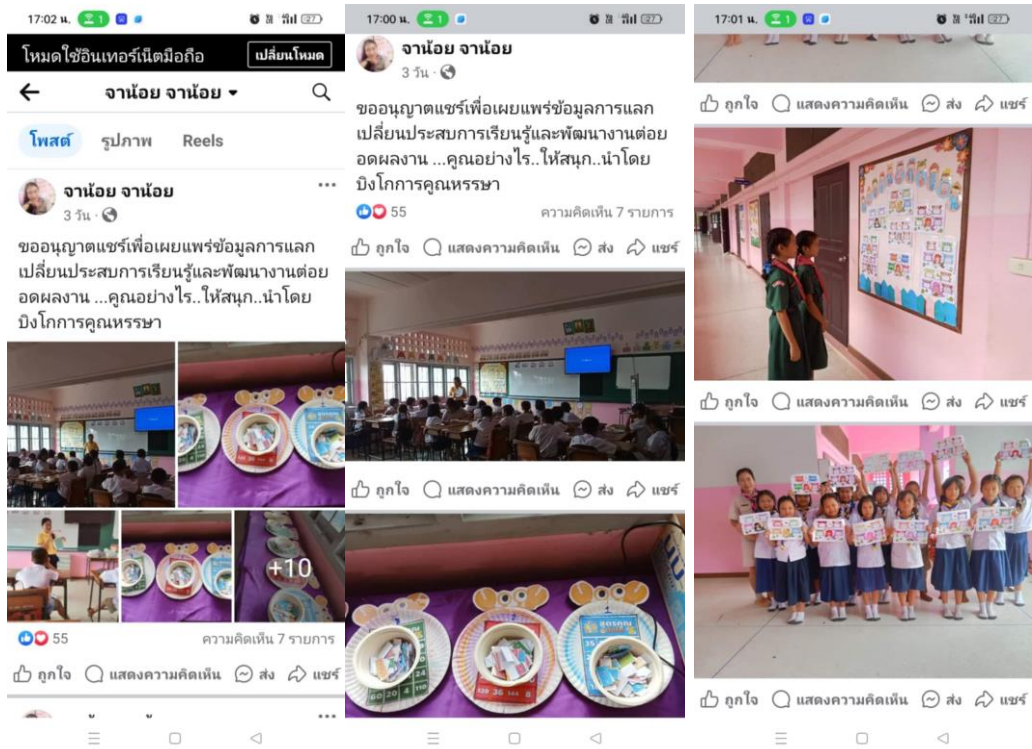 17:02 น. 1 27
โหมดใช้อินเทอร์เน็ตมือถือ เปลี่ยนโหมด
จาน้อย จาน้อย
โพสต์ รูปภาพ Reels
จาน้อย จาน้อย
3 วัน ·
ขออนุญาตแชร์เพื่อเผยแพร่ข้อมูลการแลก
เปลี่ยนประสบการเรียนรู้และพัฒนางานต่อย
อดผลงาน ...คูณอย่างไร..ให้สนุก..นำโดย
บิงโกการคูณหรรษา
+10
55 ความคิดเห็น 7 รายการ
ถูกใจ แสดงความคิดเห็น ส่ง แชร์
17:00 น. 1 27
จาน้อย จาน้อย
3 วัน ·
ขออนุญาตแชร์เพื่อเผยแพร่ข้อมูลการแลก
เปลี่ยนประสบการเรียนรู้และพัฒนางานต่อย
อดผลงาน ...คูณอย่างไร..ให้สนุก..นำโดย
บิงโกการคูณหรรษา
55 ความคิดเห็น 7 รายการ
ถูกใจ แสดงความคิดเห็น ส่ง แชร์
ถูกใจ แสดงความคิดเห็น ส่ง แชร์
สูตรคูณ
24
60 20 4 110
120 36 144 8
35
17:01 น. 1 27
ถูกใจ แสดงความคิดเห็น ส่ง แชร์
ถูกใจ แสดงความคิดเห็น ส่ง แชร์
ถูกใจ แสดงความคิดเห็น ส่ง แชร์